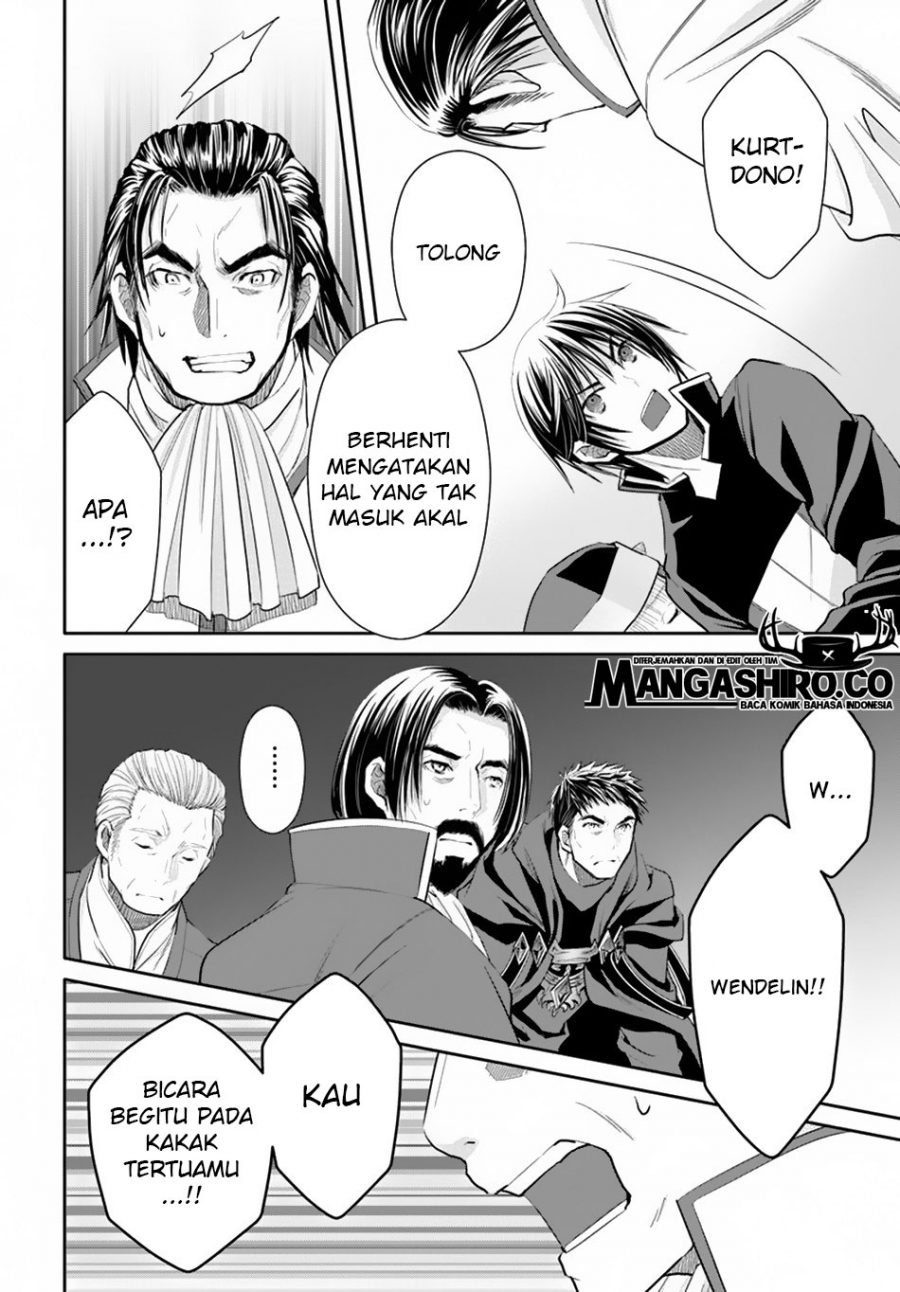 KURT-
DONO!
TOLONG
BERHENTI
MENGATAKAN
HAL YANG TAK
MASUK AKAL
APA
...!?
DITERJEMAHKAN DAN DI EDIT OLEH TIM
MANGASHIRO.CO
BACA KOMIK BAHASA INDONESIA
W...
WENDELIN!!
......
KAU
BICARA
BEGITU PADA
KAKAK
TERTUAMU
...!!